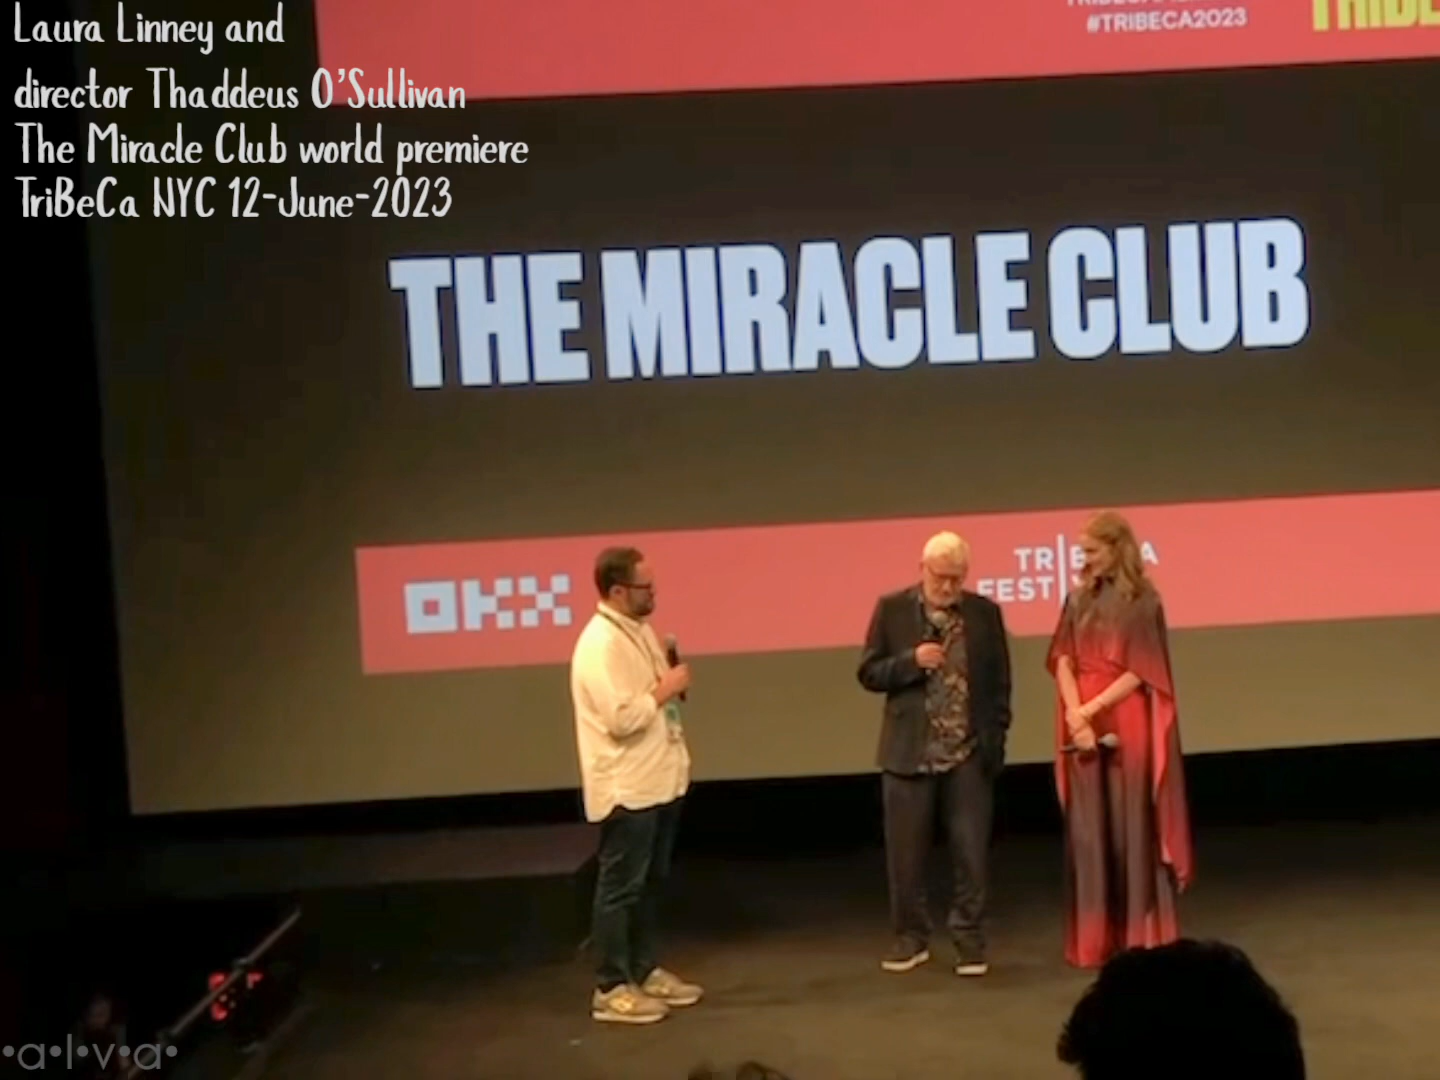 Laura Linney and
director Thaddeus O'Sullivan
The Miracle Club world premiere
TriBeCa NYC 12-June-2023
#TRIBECA2023
THE MIRACLE CLUB
OKX
•a•l•v•a•